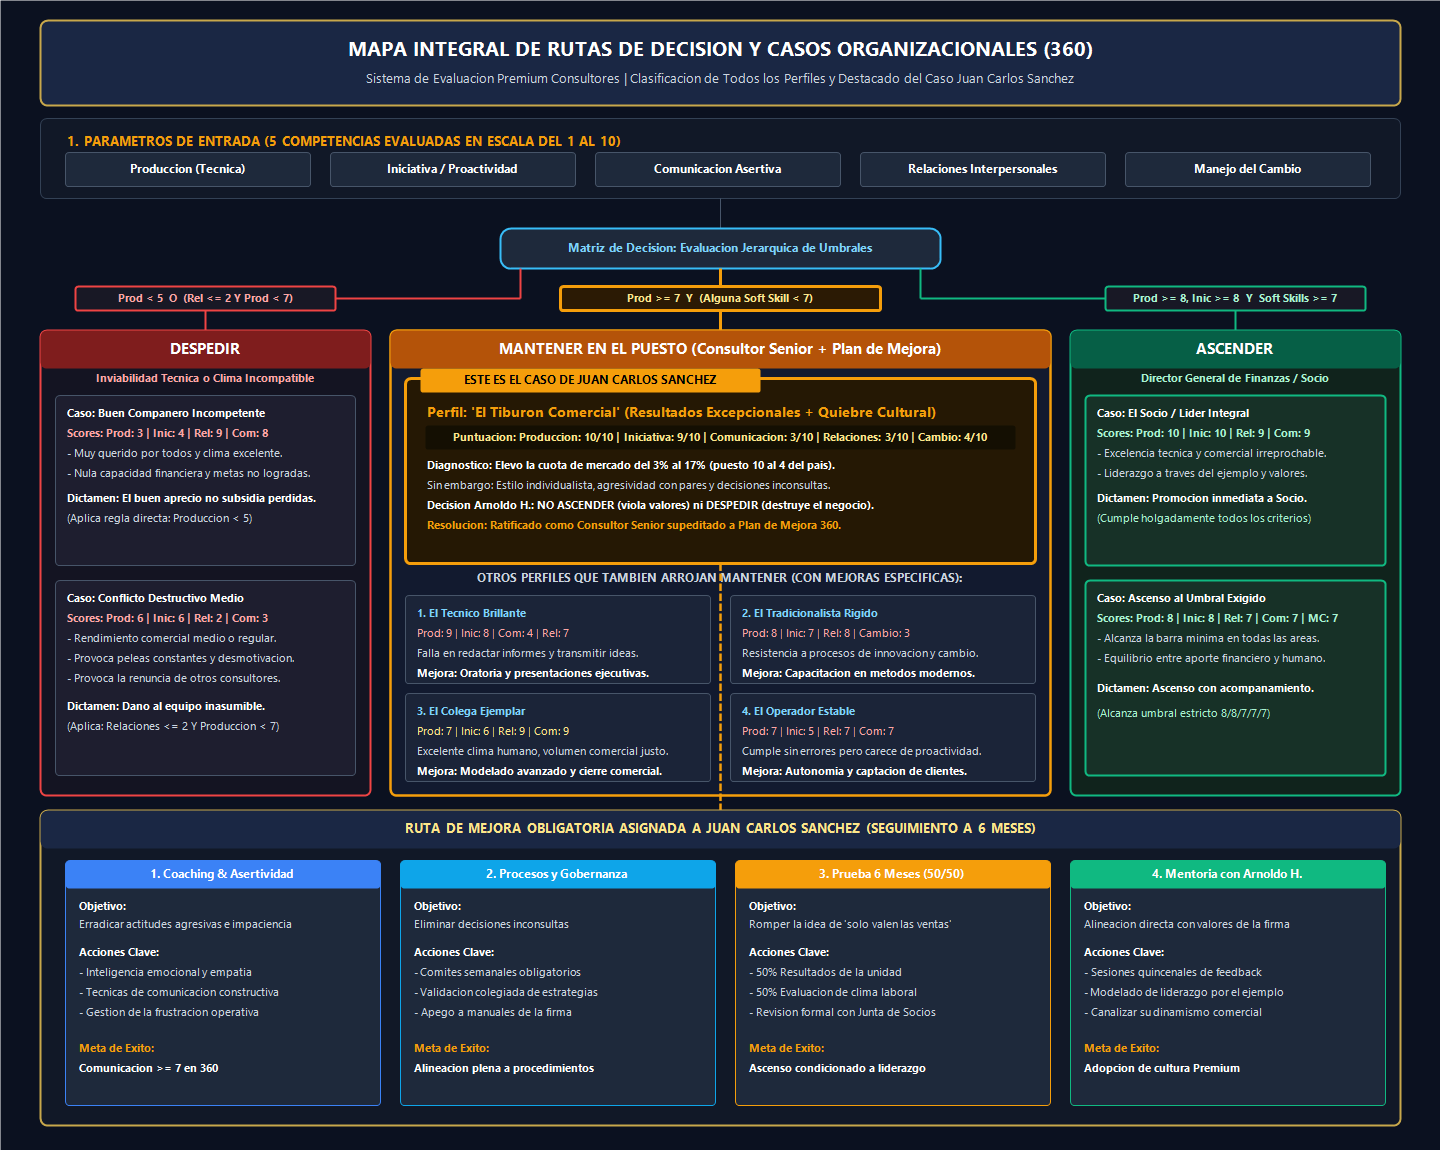 MAPA INTEGRAL DE RUTAS DE DECISION Y CASOS ORGANIZACIONALES (360)
Sistema de Evaluacion Premium Consultores | Clasificacion de Todos los Perfiles y Destacado del Caso Juan Carlos Sanchez
1. PARAMETROS DE ENTRADA (5 COMPETENCIAS EVALUADAS EN ESCALA DEL 1 AL 10)
Produccion (Tecnica)
Iniciativa / Proactividad
Comunicacion Asertiva
Relaciones Interpersonales
Manejo del Cambio
Matriz de Decision: Evaluacion Jerarquica de Umbrales
Prod < 5 O (Rel <= 2 Y Prod < 7)
Prod >= 7 Y (Alguna Soft Skill < 7)
Prod >= 8, Inic >= 8 Y Soft Skills >= 7
DESPEDIR
Inviabilidad Tecnica o Clima Incompatible
Caso: Buen Companero Incompetente
Scores: Prod: 3 | Inic: 4 | Rel: 9 | Com: 8
- Muy querido por todos y clima excelente.
- Nula capacidad financiera y metas no logradas.
Dictamen: El buen aprecio no subsidia perdidas.
(Aplica regla directa: Produccion < 5)
Caso: Conflicto Destructivo Medio
Scores: Prod: 6 | Inic: 6 | Rel: 2 | Com: 3
- Rendimiento comercial medio o regular.
- Provoca peleas constantes y desmotivacion.
- Provoca la renuncia de otros consultores.
Dictamen: Dano al equipo inasumible.
(Aplica: Relaciones <= 2 Y Produccion < 7)
MANTENER EN EL PUESTO (Consultor Senior + Plan de Mejora)
ESTE ES EL CASO DE JUAN CARLOS SANCHEZ
Perfil: 'El Tiburon Comercial' (Resultados Excepcionales + Quiebre Cultural)
Puntuacion: Produccion: 10/10 | Iniciativa: 9/10 | Comunicacion: 3/10 | Relaciones: 3/10 | Cambio: 4/10
Diagnostico: Elevo la cuota de mercado del 3% al 17% (puesto 10 al 4 del pais).
Sin embargo: Estilo individualista, agresividad con pares y decisiones inconsultas.
Decision Arnoldo H.: NO ASCENDER (viola valores) ni DESPEDIR (destruye el negocio).
Resolucion: Ratificado como Consultor Senior supeditado a Plan de Mejora 360.
OTROS PERFILES QUE TAMBIEN ARROJAN MANTENER (CON MEJORAS ESPECIFICAS):
1. El Tecnico Brillante
Prod: 9 | Inic: 8 | Com: 4 | Rel: 7
Falla en redactar informes y transmitir ideas.
Mejora: Oratoria y presentaciones ejecutivas.
2. El Tradicionalista Rigido
Prod: 8 | Inic: 7 | Rel: 8 | Cambio: 3
Resistencia a procesos de innovacion y cambio.
Mejora: Capacitacion en metodos modernos.
3. El Colega Ejemplar
Prod: 7 | Inic: 6 | Rel: 9 | Com: 9
Excelente clima humano, volumen comercial justo.
Mejora: Modelado avanzado y cierre comercial.
4. El Operador Estable
Prod: 7 | Inic: 5 | Rel: 7 | Com: 7
Cumple sin errores pero carece de proactividad.
Mejora: Autonomia y captacion de clientes.
ASCENDER
Director General de Finanzas / Socio
Caso: El Socio / Lider Integral
Scores: Prod: 10 | Inic: 10 | Rel: 9 | Com: 9
- Excelencia tecnica y comercial irreprochable.
- Liderazgo a traves del ejemplo y valores.
Dictamen: Promocion inmediata a Socio.
(Cumple holgadamente todos los criterios)
Caso: Ascenso al Umbral Exigido
Scores: Prod: 8 | Inic: 8 | Rel: 7 | Com: 7 | MC: 7
- Alcanza la barra minima en todas las areas.
- Equilibrio entre aporte financiero y humano.
Dictamen: Ascenso con acompanamiento.
(Alcanza umbral estricto 8/8/7/7/7)
RUTA DE MEJORA OBLIGATORIA ASIGNADA A JUAN CARLOS SANCHEZ (SEGUIMIENTO A 6 MESES)
1. Coaching & Asertividad
Objetivo:
Erradicar actitudes agresivas e impaciencia
Acciones Clave:
- Inteligencia emocional y empatia
- Tecnicas de comunicacion constructiva
- Gestion de la frustracion operativa
Meta de Exito:
Comunicacion >= 7 en 360
2. Procesos y Gobernanza
Objetivo:
Eliminar decisiones inconsultas
Acciones Clave:
- Comites semanales obligatorios
- Validacion colegiada de estrategias
- Apego a manuales de la firma
Meta de Exito:
Alineacion plena a procedimientos
3. Prueba 6 Meses (50/50)
Objetivo:
Romper la idea de 'solo valen las ventas'
Acciones Clave:
- 50% Resultados de la unidad
- 50% Evaluacion de clima laboral
- Revision formal con Junta de Socios
Meta de Exito:
Ascenso condicionado a liderazgo
4. Mentoria con Arnoldo H.
Objetivo:
Alineacion directa con valores de la firma
Acciones Clave:
- Sesiones quincenales de feedback
- Modelado de liderazgo por el ejemplo
- Canalizar su dinamismo comercial
Meta de Exito:
Adopcion de cultura Premium